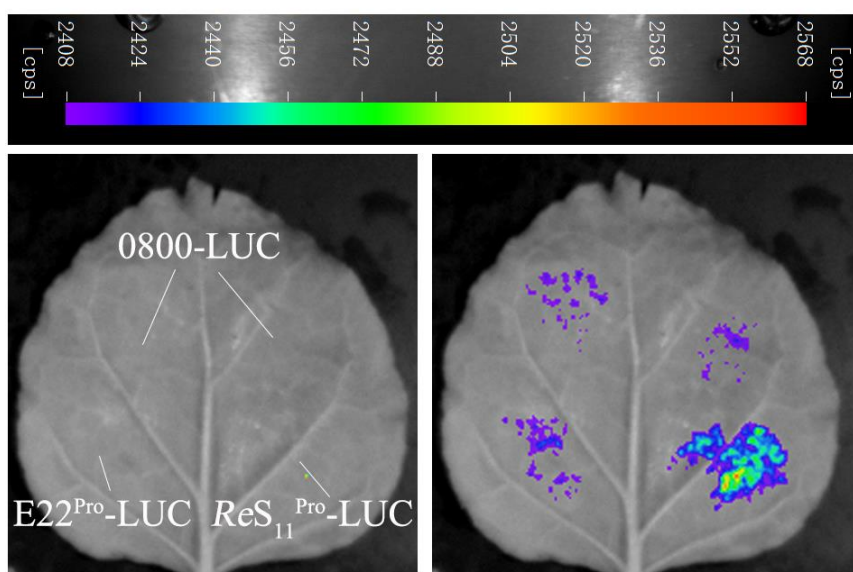 [cps] 2408 2424 2440 2456 2472 2488 2504 2520 2536 2552 2568 [cps]
0800-LUC
E22ᴾʳᵒ-LUC ReS₁₁ᴾʳᵒ-LUC